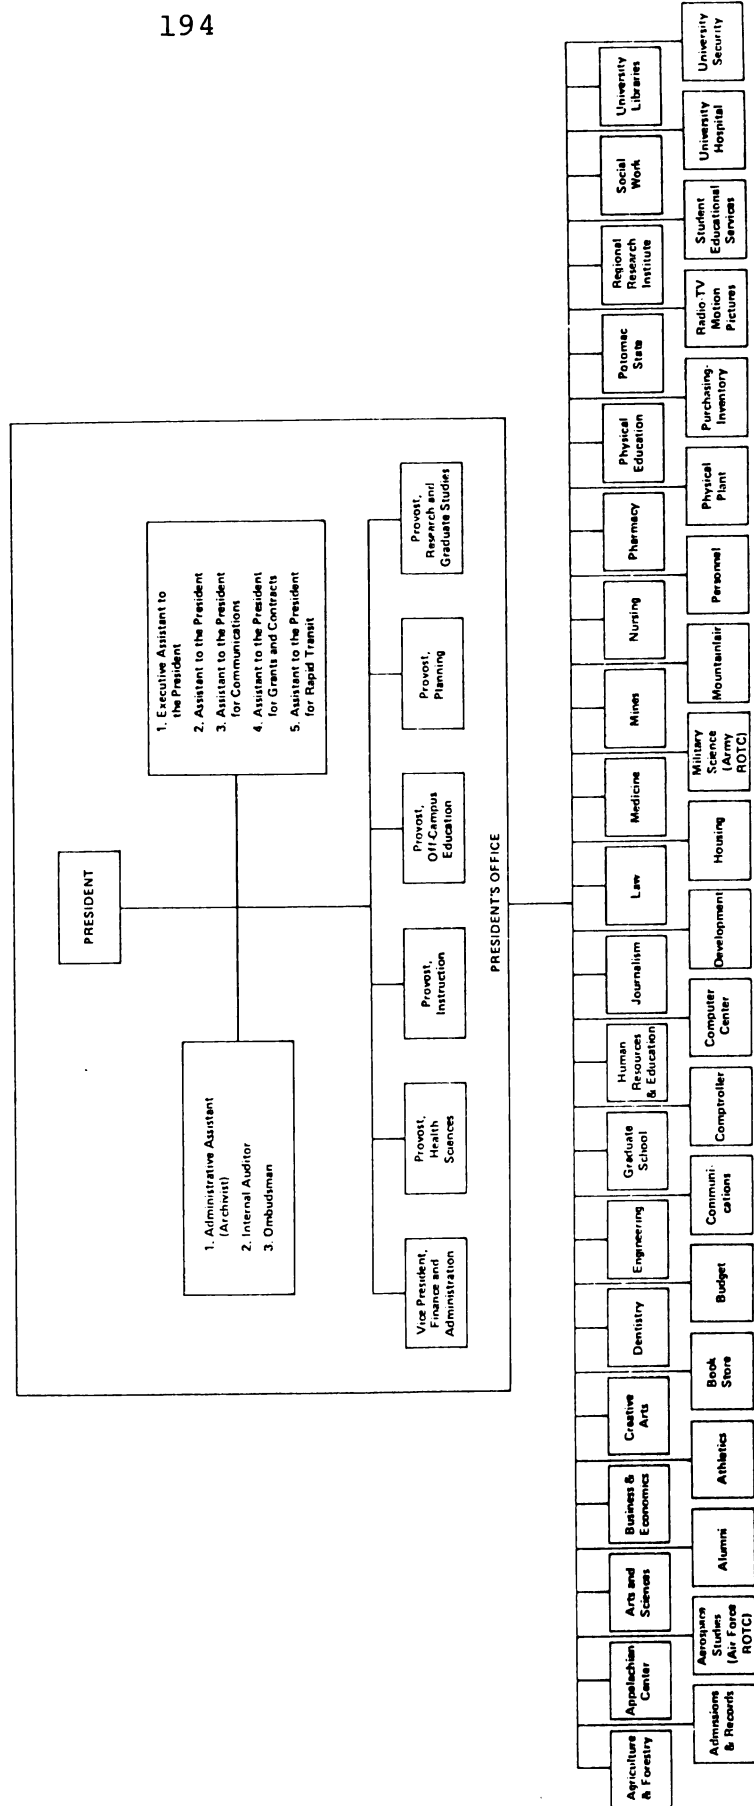 194
PRESIDENT
1. Administrative Assistant
(Archivist)
2. Internal Auditor
3. Ombudsman
1. Executive Assistant to
the President
2. Assistant to the President
3. Assistant to the President
for Communications
4. Assistant to the President
for Grants and Contracts
5. Assistant to the President
for Rapid Transit
Vice President,
Finance and
Administration
Provost,
Health
Sciences
Provost,
Instruction
Provost,
Off-Campus
Education
Provost,
Planning
Provost,
Research and
Graduate Studies
PRESIDENT'S OFFICE
Agriculture
& Forestry
Appalachian
Center
Arts and
Sciences
Business &
Economics
Creative
Arts
Dentistry
Engineering
Graduate
School
Human
Resources
& Education
Journalism
Law
Medicine
Mines
Nursing
Pharmacy
Physical
Education
Potomac
State
Regional
Research
Institute
Social
Work
University
Libraries
Admissions
& Records
Aerospace
Studies
(Air Force
ROTC)
Alumni
Athletics
Book
Store
Budget
Communi-
cations
Comptroller
Computer
Center
Development
Housing
Military
Science
(Army
ROTC)
Mountainlair
Personnel
Physical
Plant
Purchasing-
Inventory
Radio-TV
Motion
Pictures
Student
Educational
Services
University
Hospital
University
Security